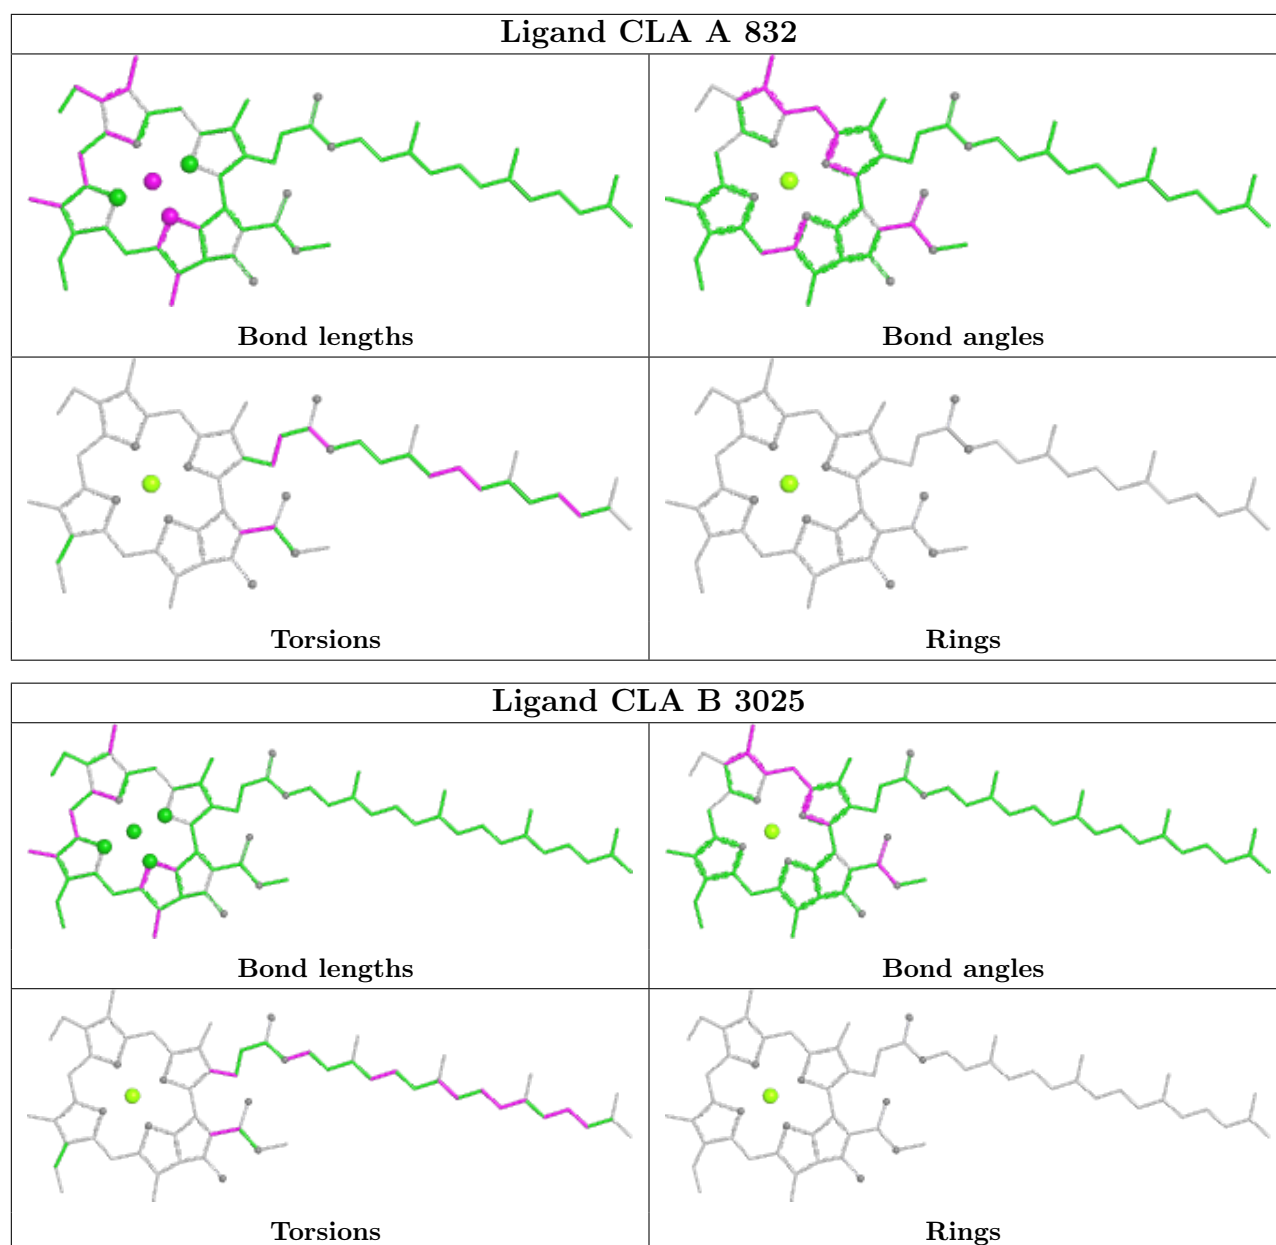 Ligand CLA A 832
Bond lengths
Bond angles
Torsions
Rings
Ligand CLA B 3025
Bond lengths
Bond angles
Torsions
Rings